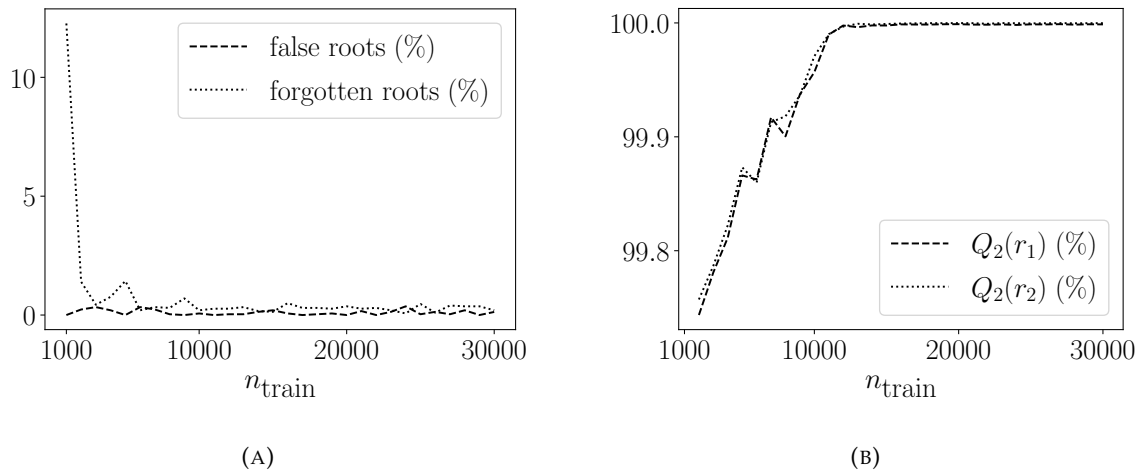 10
5
0
false roots (%)
forgotten roots (%)
1000
10000
20000
30000
n_train
(A)
100.0
99.9
99.8
Q_2(r_1) (%)
Q_2(r_2) (%)
1000
10000
20000
30000
n_train
(B)